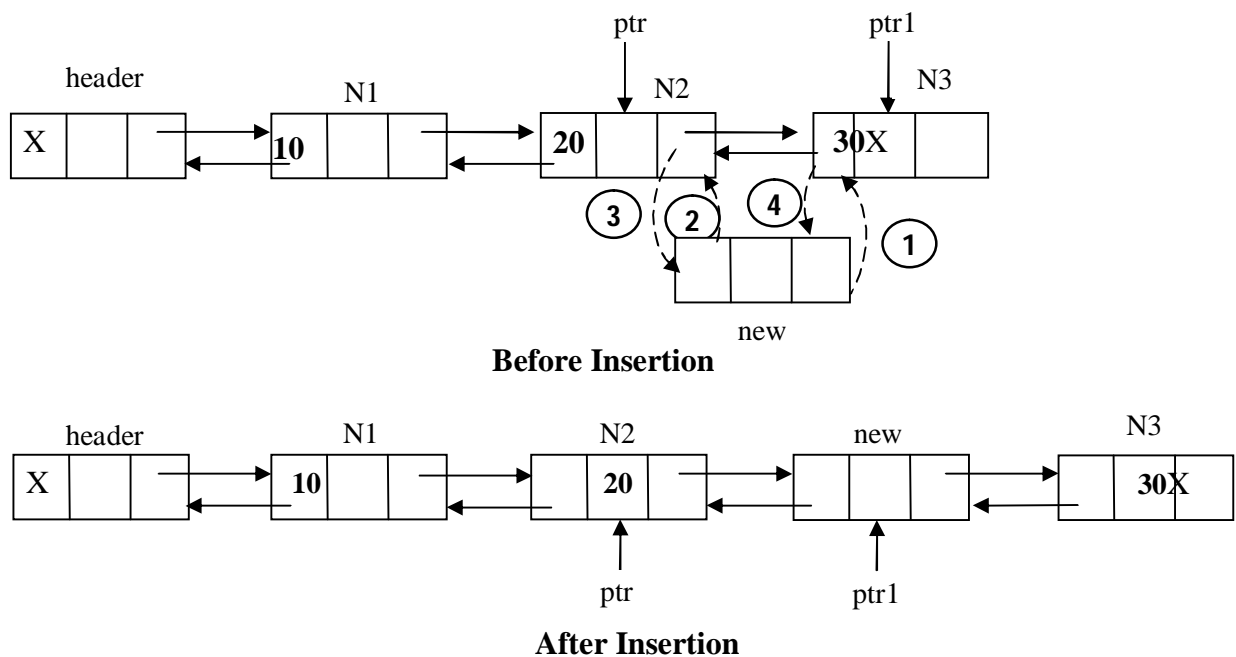 ptr ptr1
header N1 N2 N3
X 10 20 30X
3 2 4 1
new
Before Insertion
header N1 N2 new N3
X 10 20 30X
ptr ptr1
After Insertion